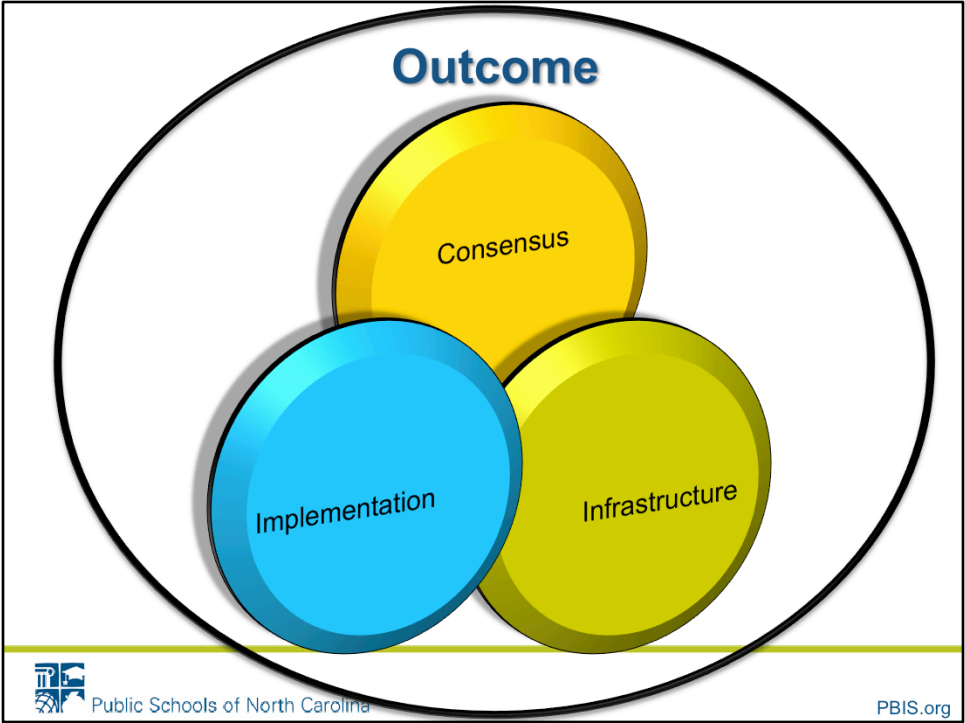 Outcome
Consensus
Implementation
Infrastructure
Public Schools of North Carolina
PBIS.org